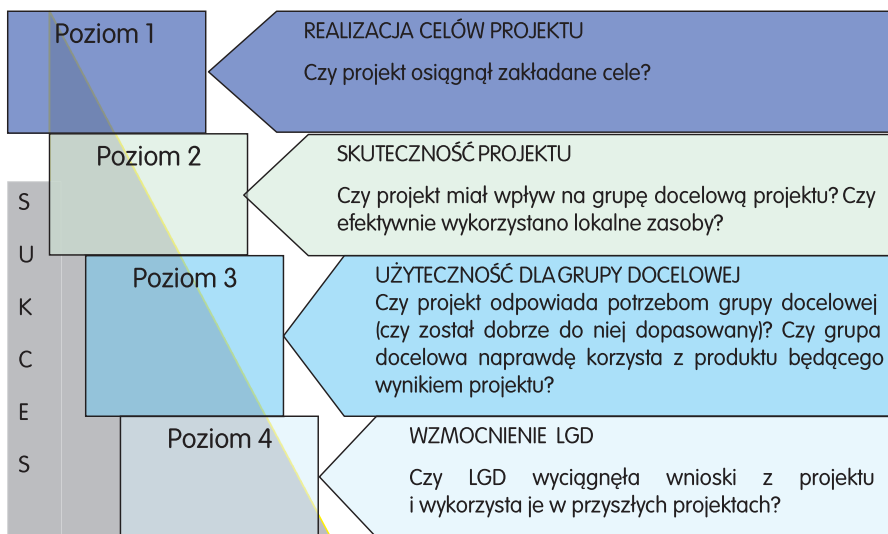 Poziom 1
REALIZACJA CELÓW PROJEKTU
Czy projekt osiągnął zakładane cele?
Poziom 2
SKUTECZNOŚĆ PROJEKTU
Czy projekt miał wpływ na grupę docelową projektu? Czy
efektywnie wykorzystano lokalne zasoby?
Poziom 3
UŻYTECZNOŚĆ DLA GRUPY DOCELOWEJ
Czy projekt odpowiada potrzebom grupy docelowej
(czy został dobrze do niej dopasowany)? Czy grupa
docelowa naprawdę korzysta z produktu będącego
wynikiem projektu?
Poziom 4
WZMOCNIENIE LGD
Czy LGD wyciągnęła wnioski z projektu
i wykorzysta je w przyszłych projektach?
S
U
K
C
E
S